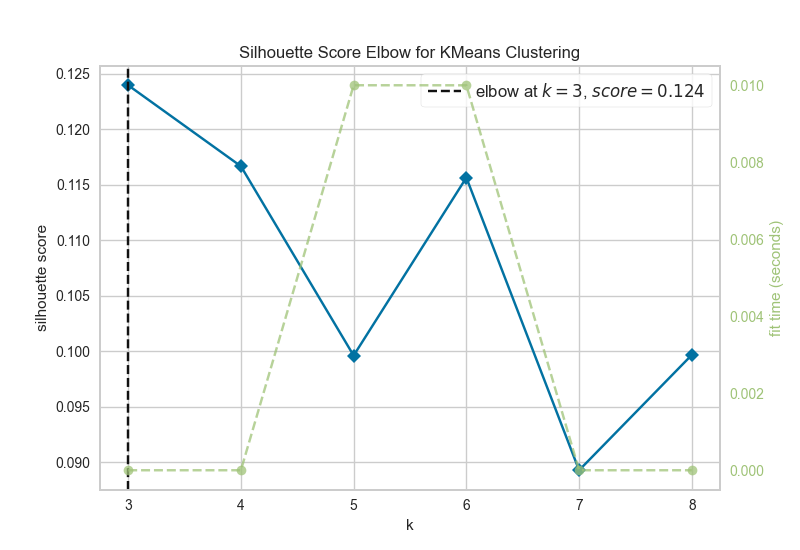 Silhouette Score Elbow for KMeans Clustering
elbow at k = 3, score = 0.124
0.125
0.120
0.115
0.110
0.105
0.100
0.095
0.090
silhouette score
0.010
0.008
0.006
0.004
0.002
0.000
fit time (seconds)
3 4 5 6 7 8
k